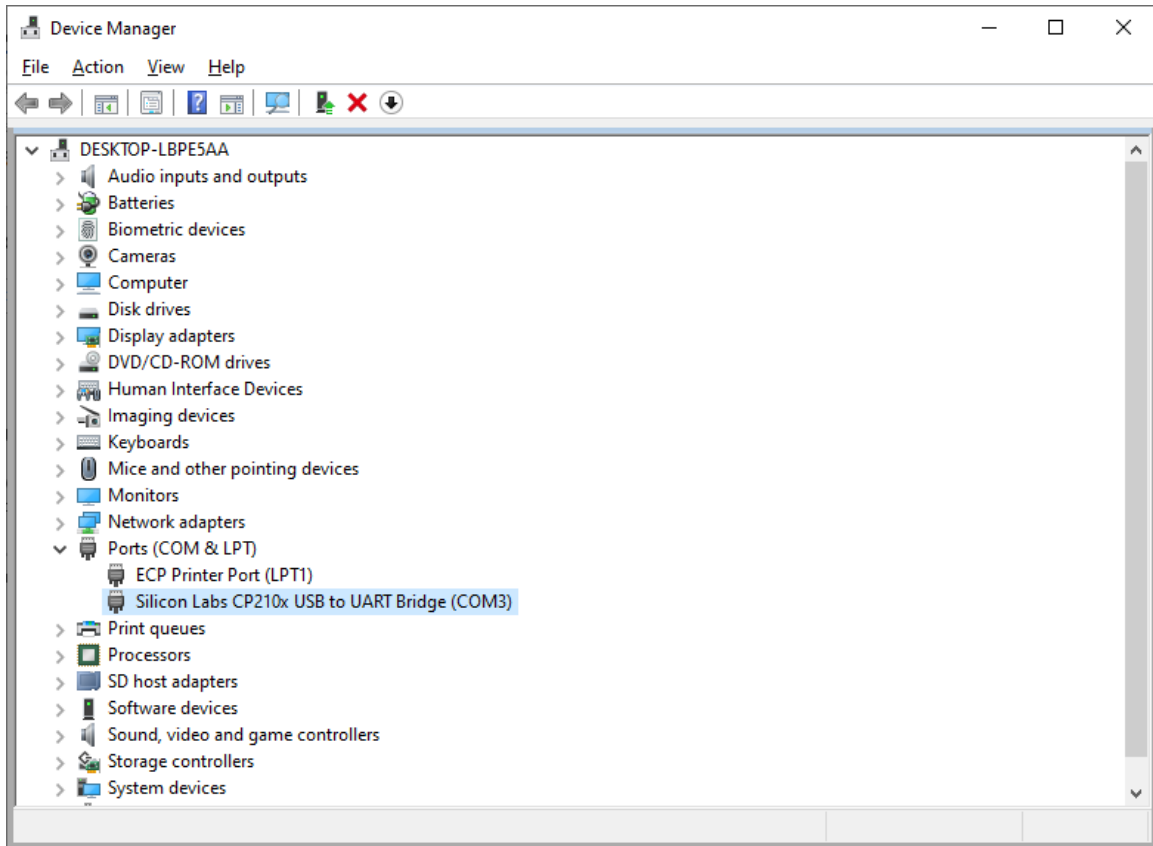 Device Manager
File Action View Help
DESKTOP-LBPE5AA
Audio inputs and outputs
Batteries
Biometric devices
Cameras
Computer
Disk drives
Display adapters
DVD/CD-ROM drives
Human Interface Devices
Imaging devices
Keyboards
Mice and other pointing devices
Monitors
Network adapters
Ports (COM & LPT)
ECP Printer Port (LPT1)
Silicon Labs CP210x USB to UART Bridge (COM3)
Print queues
Processors
SD host adapters
Software devices
Sound, video and game controllers
Storage controllers
System devices